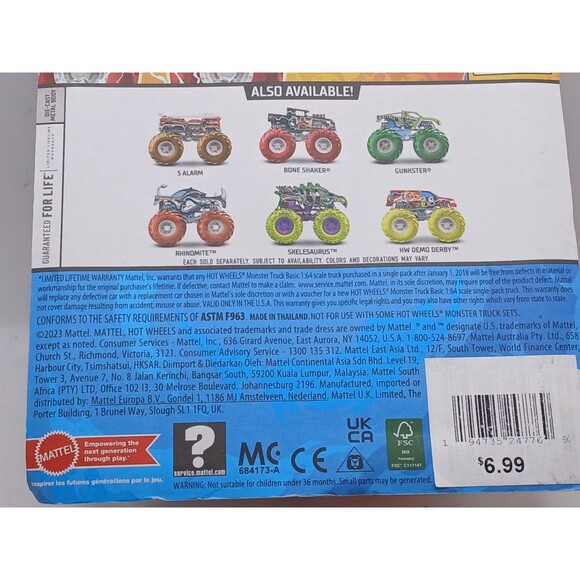 DIE-CAST
METAL BODY
GUARANTEED FOR LIFE*
LIMITED LIFETIME
WARRANTY
ALSO AVAILABLE!
5 ALARM
BONE SHAKER®
GUNKSTER™
RHINOMITE™
SKELESAURUS™
HW DEMO DERBY™
EACH SOLD SEPARATELY, SUBJECT TO AVAILABILITY. COLORS AND DECORATIONS MAY VARY.
*LIMITED LIFETIME WARRANTY Mattel, Inc. warrants that any HOT WHEELS® Monster Truck Basic 1:64 scale truck purchased in a single pack after January 1, 2018 will be free from defects in material or
workmanship for the original purchaser's lifetime. If defective, contact Mattel to make a claim: www.service.mattel.com. Mattel, in its sole discretion, may require proof of the product defect. Mattel
will replace any defective car with a replacement car chosen in Mattel's sole discretion or with a voucher for a new HOT WHEELS® Monster Truck Basic 1:64 scale single-pack truck. This warranty does
not cover damage resulting from accident, misuse or abuse. VALID ONLY IN THE U.S.A. This warranty gives you specific legal rights and you may also have other rights which vary from state to state.
CONFORMS TO THE SAFETY REQUIREMENTS OF ASTM F963. MADE IN THAILAND. NOT FOR USE WITH SOME HOT WHEELS® MONSTER TRUCK SETS.
©2023 Mattel. MATTEL, HOT WHEELS and associated trademarks and trade dress are owned by Mattel. ® and ™ designate U.S. trademarks of Mattel,
except as noted. Consumer Services - Mattel, Inc., 636 Girard Avenue, East Aurora, NY 14052, U.S.A. 1-800-524-8697, Mattel Australia Pty. Ltd., 658
Church St., Richmond, Victoria, 3121. Consumer Advisory Service - 1300 135 312. Mattel East Asia Ltd., 12/F, South Tower, World Finance Center,
Harbour City, Tsimshatsui, HKSAR. Diimport & Diedarkan Oleh: Mattel Continental Asia Sdn Bhd. Level 19,
Tower 3, Avenue 7, No. 8 Jalan Kerinchi, Bangsar South, 59200 Kuala Lumpur, Malaysia. Mattel South
Africa (PTY) LTD, Office 102 I3, 30 Melrose Boulevard, Johannesburg 2196. Manufactured, imported or
distributed by: Mattel Europa B.V., Gondel 1, 1186 MJ Amstelveen, Nederland. Mattel U.K. Limited, The
Porter Building, 1 Brunel Way, Slough SL1 1FQ, UK.
MATTEL
Empowering the
next generation
through play.™
Inspirer les futures générations par le jeu.
?
service.mattel.com
MC
684173-A
CE
UK
CA
FSC
MIX
Packaging
FSC® C111147
WARNING: Not suitable for children under 36 months. Small parts may be generated.
1 94735 24776 9
$6.99